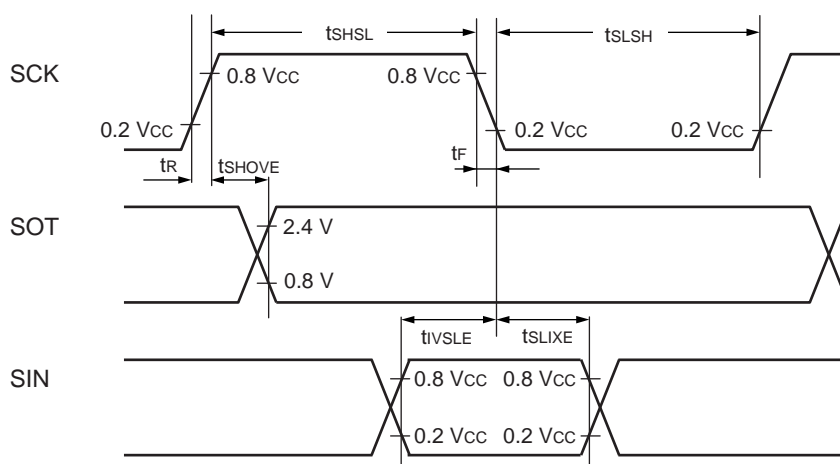 tSHSL tSLSH
SCK 0.8 VCC 0.8 VCC
0.2 VCC 0.2 VCC 0.2 VCC
tR tSHOVE tF
SOT 2.4 V
0.8 V
tIVSLE tSLIXE
SIN 0.8 VCC 0.8 VCC
0.2 VCC 0.2 VCC